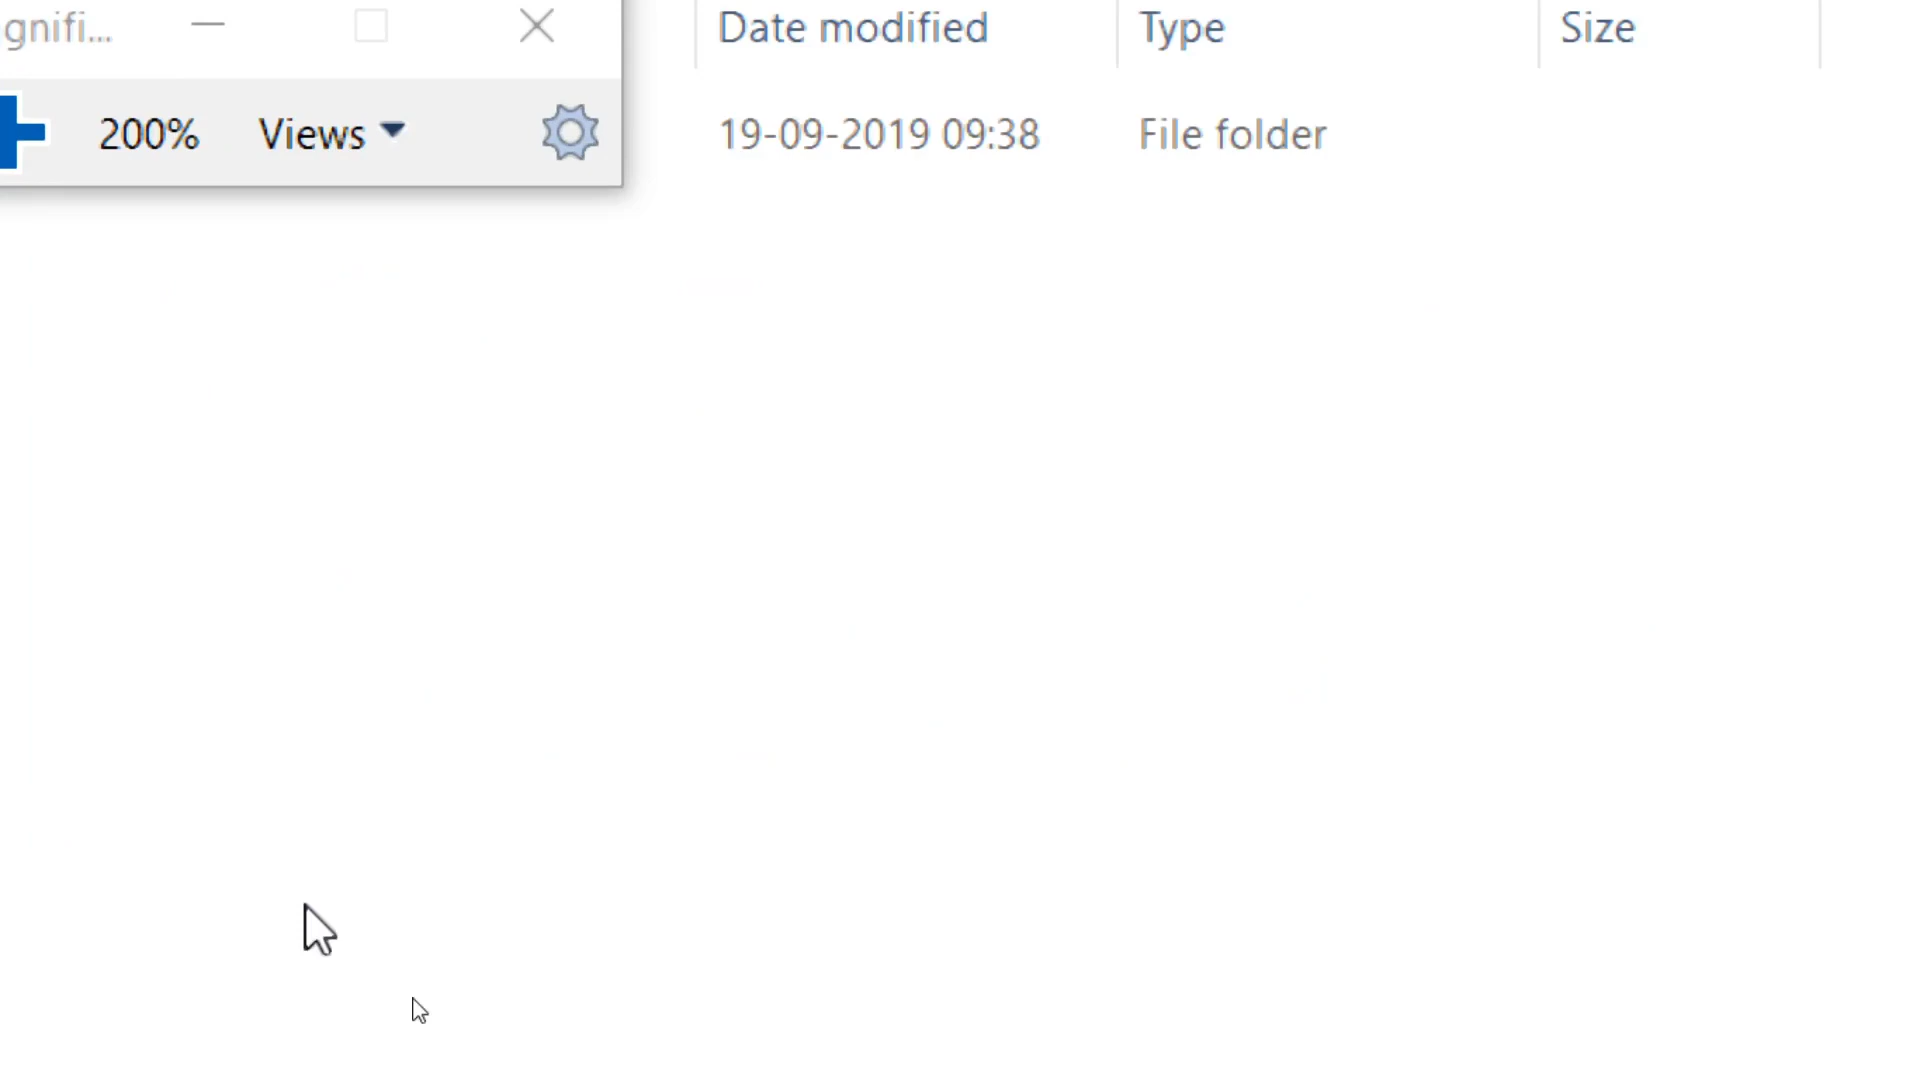 gnifi...
Date modified Type Size
200% Views
19-09-2019 09:38 File folder